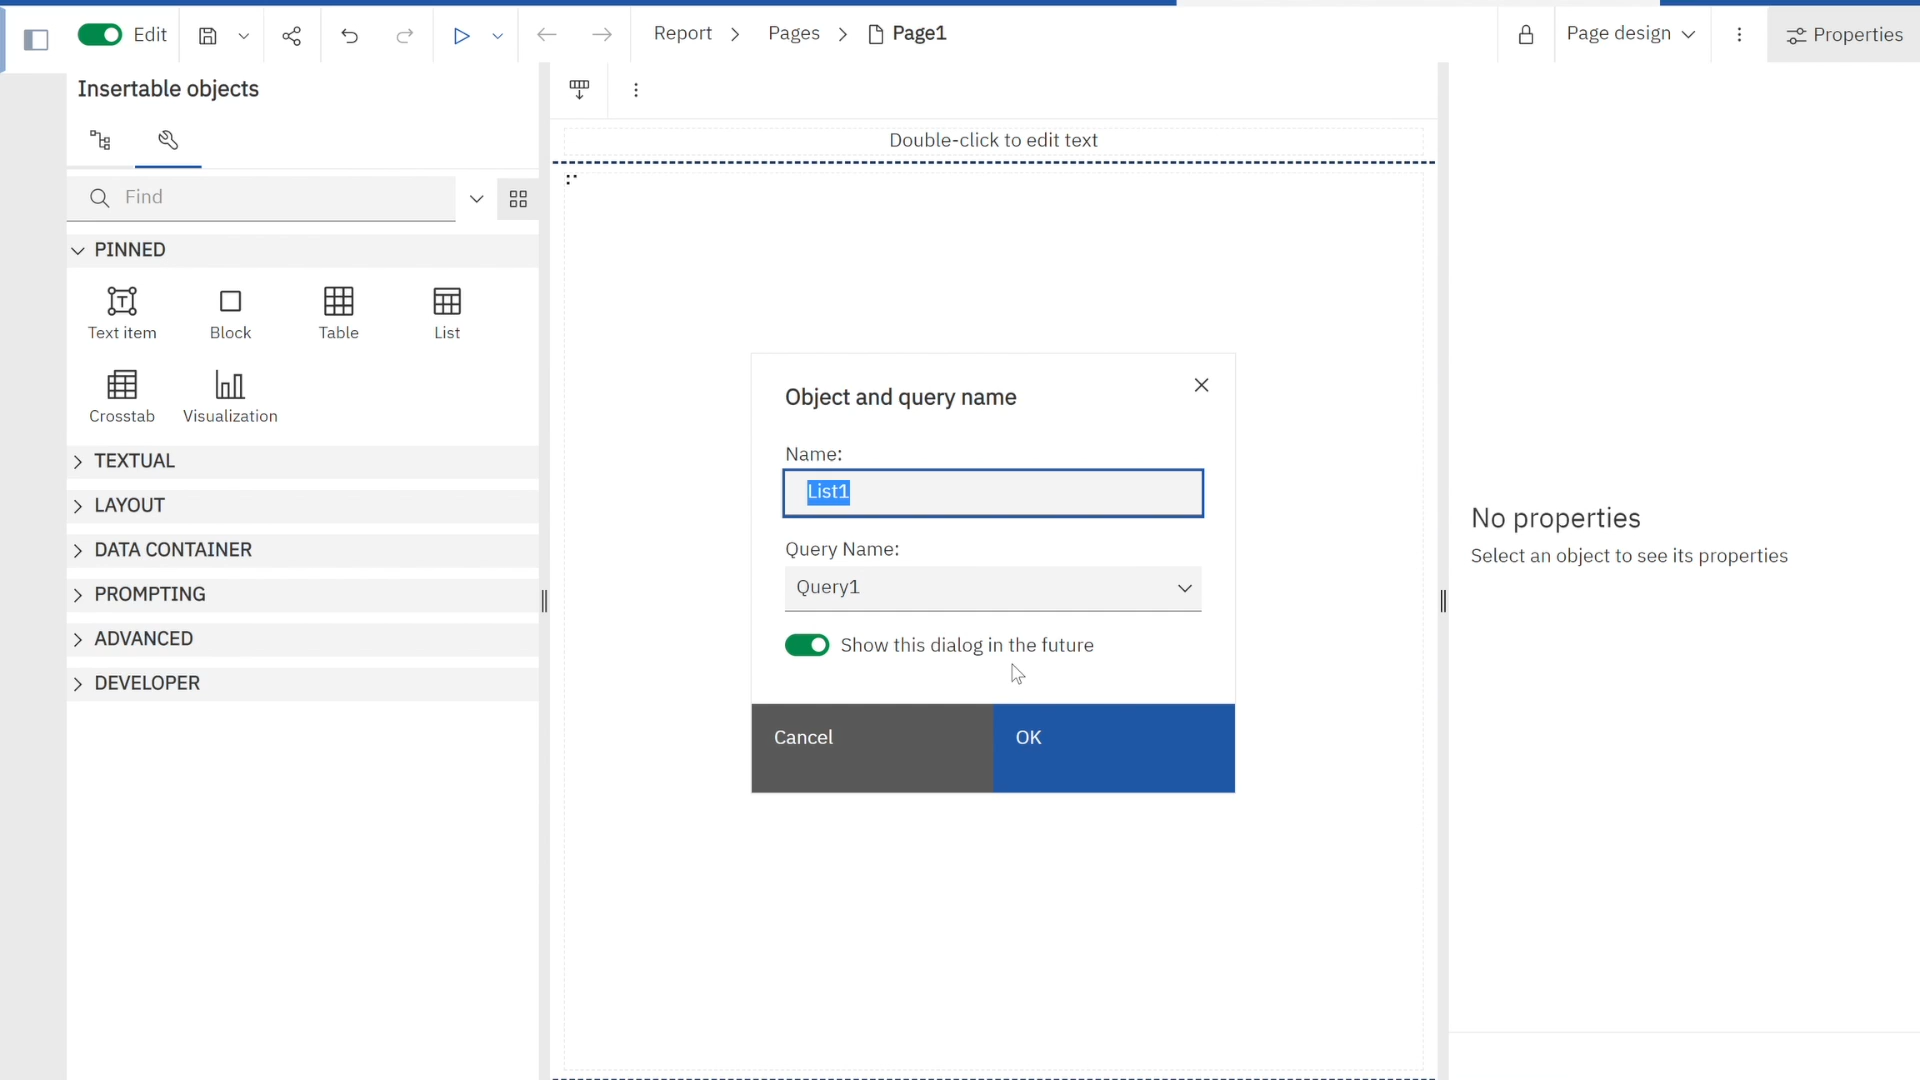 Edit
Report
Pages
Page1
Page design
Properties
Insertable objects
Find
PINNED
Text item
Block
Table
List
Crosstab
Visualization
TEXTUAL
LAYOUT
DATA CONTAINER
PROMPTING
ADVANCED
DEVELOPER
Double-click to edit text
Object and query name
Name:
List1
Query Name:
Query1
Show this dialog in the future
Cancel
OK
No properties
Select an object to see its properties